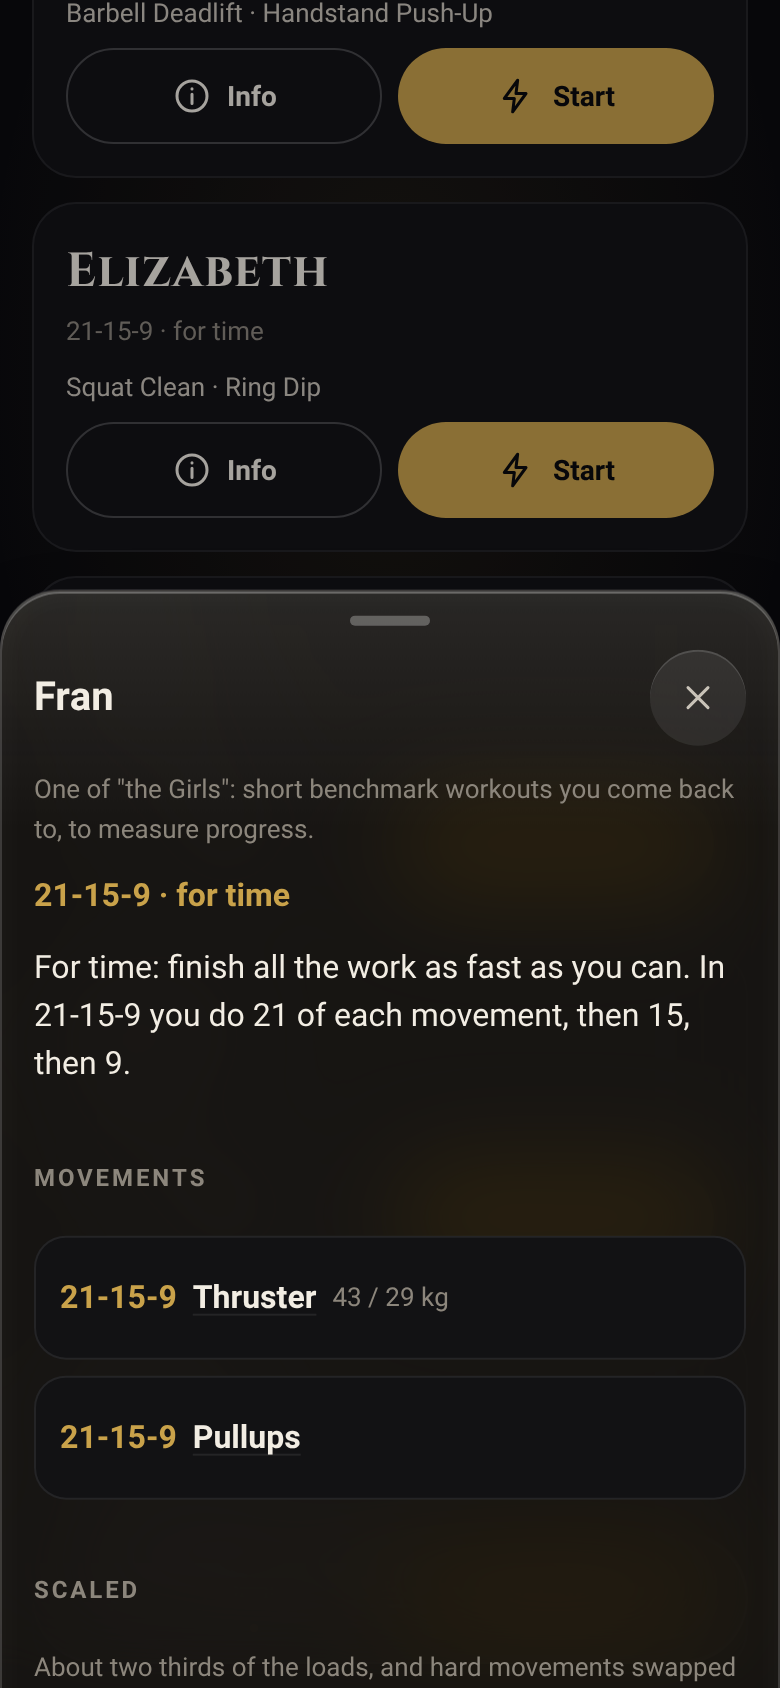 Barbell Deadlift · Handstand Push-Up
Info
Start
Elizabeth
21-15-9 · for time
Squat Clean · Ring Dip
Info
Start
Fran
One of "the Girls": short benchmark workouts you come back
to, to measure progress.
21-15-9 · for time
For time: finish all the work as fast as you can. In
21-15-9 you do 21 of each movement, then 15,
then 9.
MOVEMENTS
21-15-9 Thruster 43 / 29 kg
21-15-9 Pullups
SCALED
About two thirds of the loads, and hard movements swapped